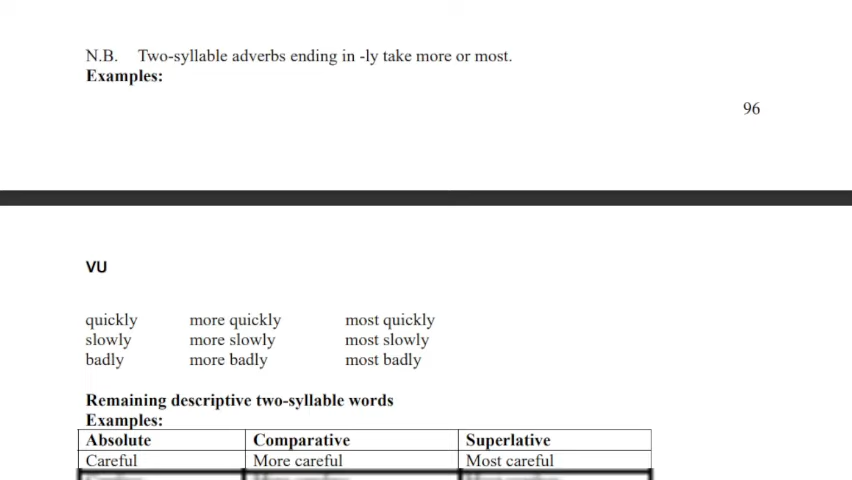 N.B. Two-syllable adverbs ending in -ly take more or most.
Examples:
96
VU
quickly more quickly most quickly
slowly more slowly most slowly
badly more badly most badly
Remaining descriptive two-syllable words
Examples:
Absolute Comparative Superlative
Careful More careful Most careful